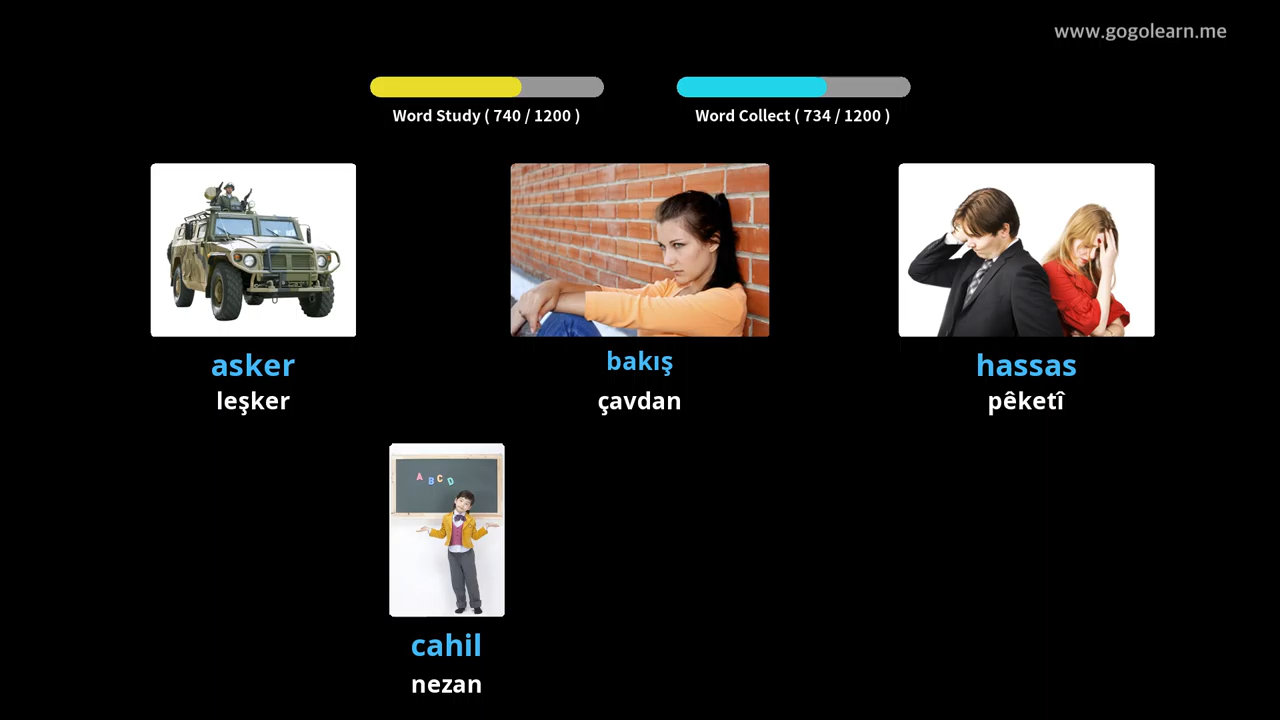 www.gogolearn.me
Word Study ( 740 / 1200 )
Word Collect ( 734 / 1200 )
asker
leşker
bakış
çavdan
hassas
pêketî
A B C D
cahil
nezan